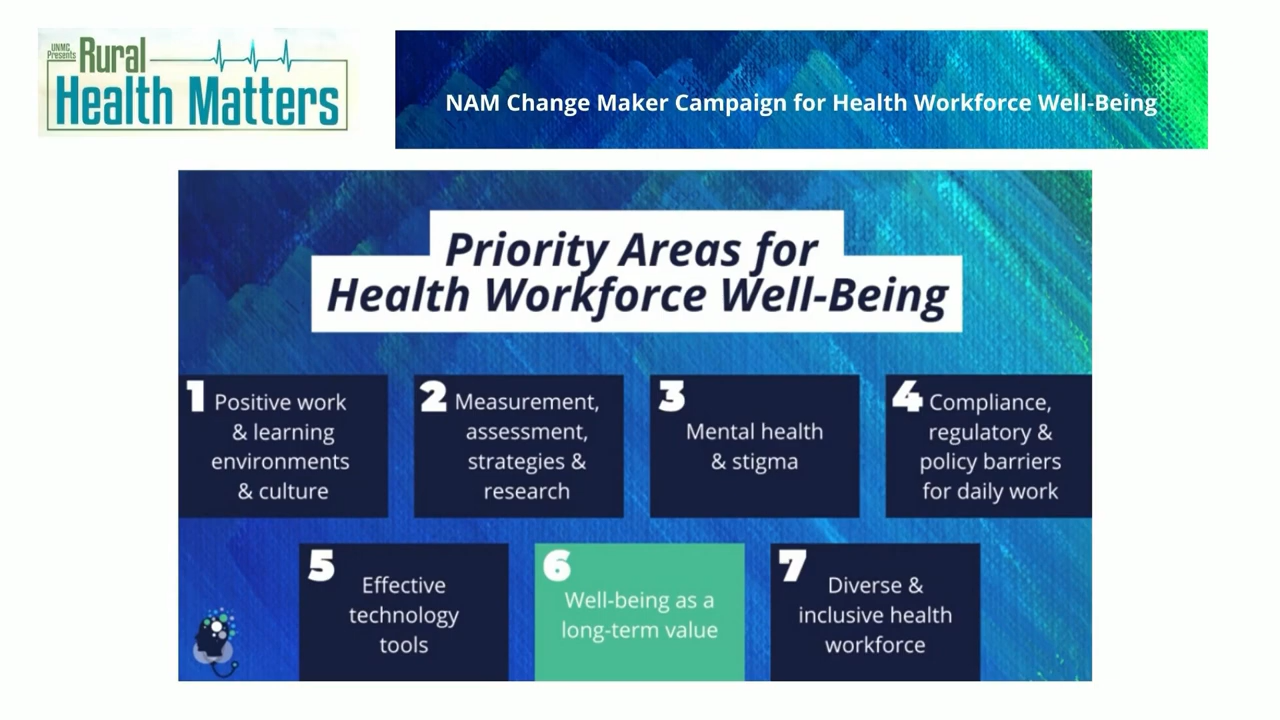 UNMC
Presents
Rural
Health Matters
NAM Change Maker Campaign for Health Workforce Well-Being
Priority Areas for
Health Workforce Well-Being
1
Positive work
& learning
environments
& culture
2
Measurement,
assessment,
strategies &
research
3
Mental health
& stigma
4
Compliance,
regulatory &
policy barriers
for daily work
5
Effective
technology
tools
6
Well-being as a
long-term value
7
Diverse &
inclusive health
workforce